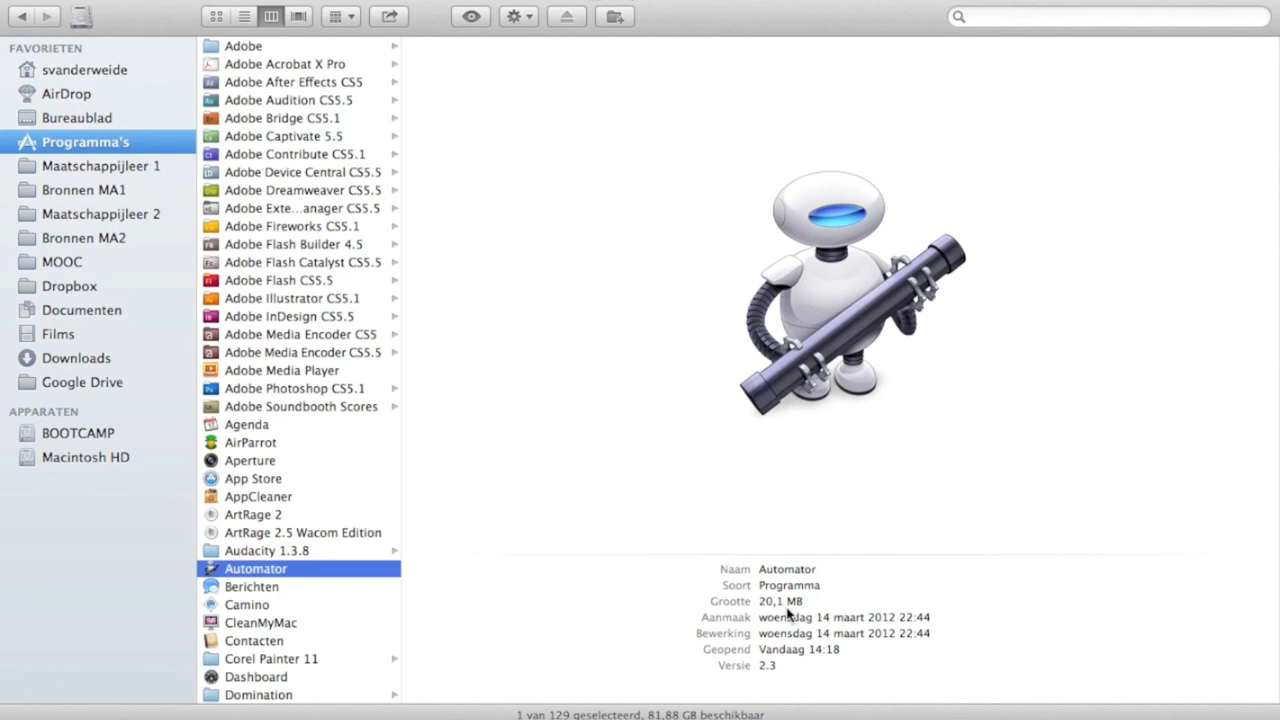 FAVORIETEN
svanderweide
AirDrop
Bureaublad
Programma's
Maatschappijleer 1
Bronnen MA1
Maatschappijleer 2
Bronnen MA2
MOOC
Dropbox
Documenten
Films
Downloads
Google Drive
APPARATEN
BOOTCAMP
Macintosh HD
Adobe
Adobe Acrobat X Pro
Adobe After Effects CS5
Adobe Audition CS5.5
Adobe Bridge CS5.1
Adobe Captivate 5.5
Adobe Contribute CS5.1
Adobe Device Central CS5.5
Adobe Dreamweaver CS5.5
Adobe Exte...anager CS5.5
Adobe Fireworks CS5.1
Adobe Flash Builder 4.5
Adobe Flash Catalyst CS5.5
Adobe Flash CS5.5
Adobe Illustrator CS5.1
Adobe InDesign CS5.5
Adobe Media Encoder CS5
Adobe Media Encoder CS5.5
Adobe Media Player
Adobe Photoshop CS5.1
Adobe Soundbooth Scores
Agenda
AirParrot
Aperture
App Store
AppCleaner
ArtRage 2
ArtRage 2.5 Wacom Edition
Audacity 1.3.8
Automator
Berichten
Camino
CleanMyMac
Contacten
Corel Painter 11
Dashboard
Domination
Naam Automator
Soort Programma
Grootte 20,1 MB
Aanmaak woensdag 14 maart 2012 22:44
Bewerking woensdag 14 maart 2012 22:44
Geopend Vandaag 14:18
Versie 2.3
1 van 129 geselecteerd, 81,88 GB beschikbaar